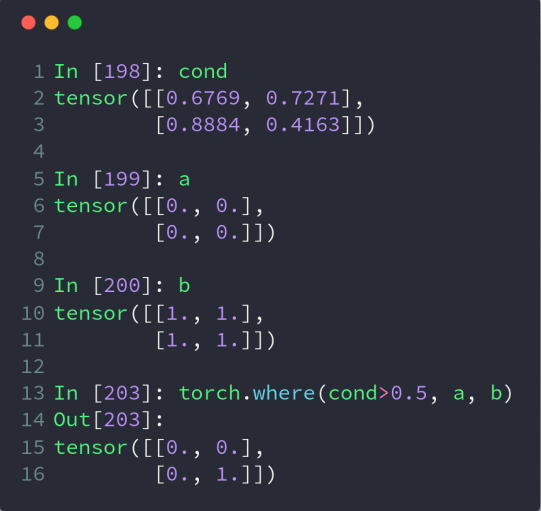 1 In [198]: cond
2 tensor([[0.6769, 0.7271],
3         [0.8884, 0.4163]])
4
5 In [199]: a
6 tensor([[0., 0.],
7         [0., 0.]])
8
9 In [200]: b
10 tensor([[1., 1.],
11         [1., 1.]])
12
13 In [203]: torch.where(cond>0.5, a, b)
14 Out[203]:
15 tensor([[0., 0.],
16         [0., 1.]])